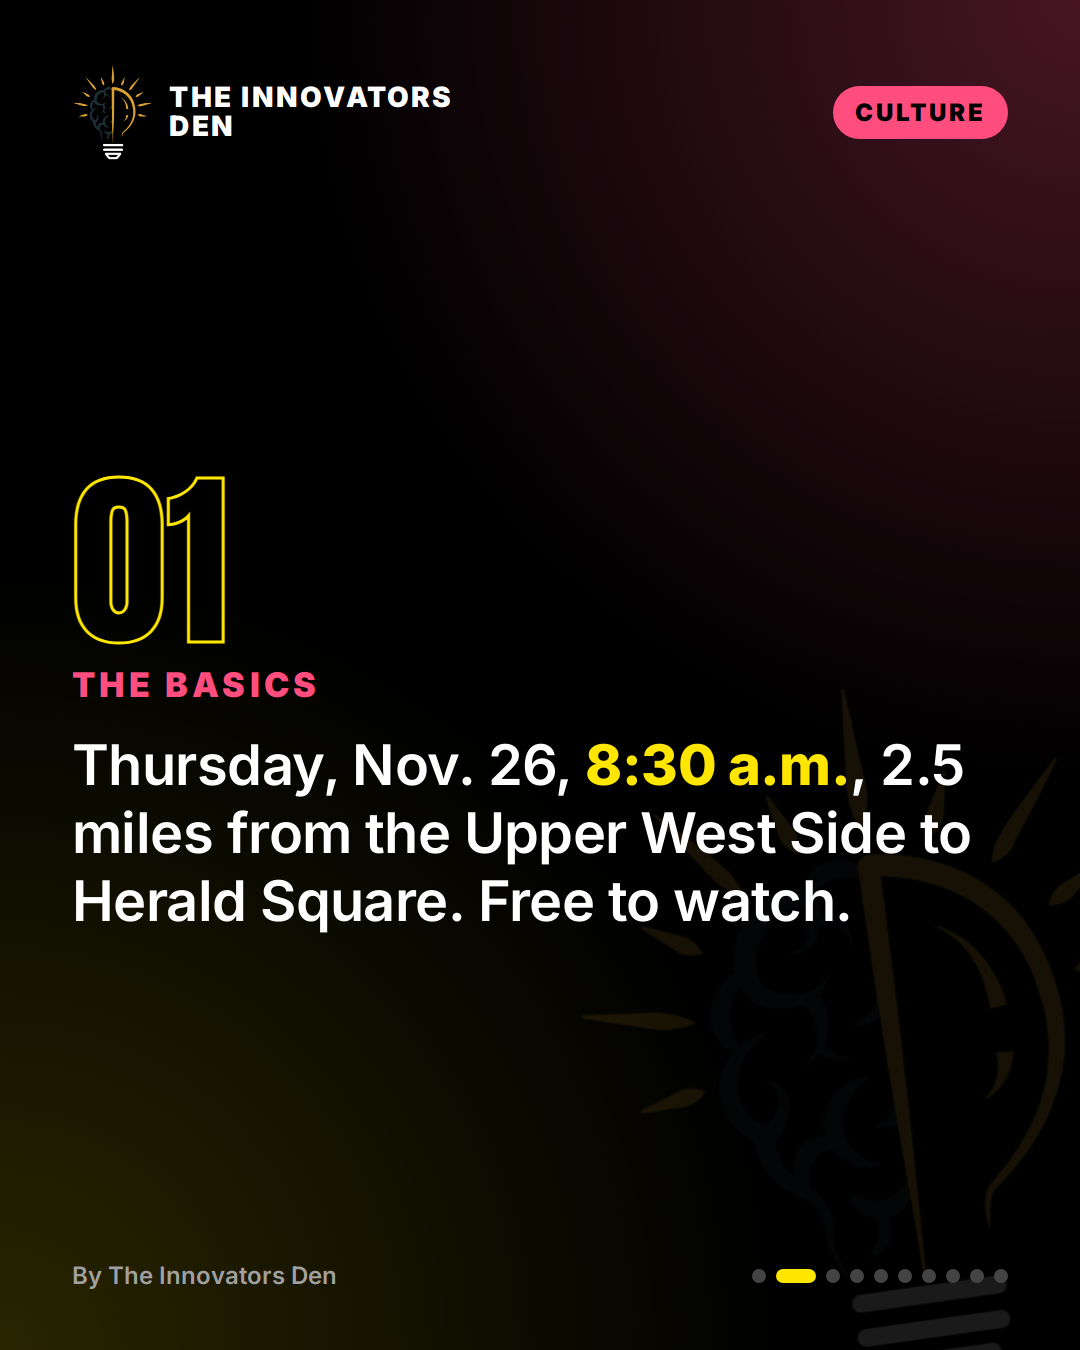 THE INNOVATORS
DEN
CULTURE
01
THE BASICS
Thursday, Nov. 26, 8:30 a.m., 2.5
miles from the Upper West Side to
Herald Square. Free to watch.
By The Innovators Den